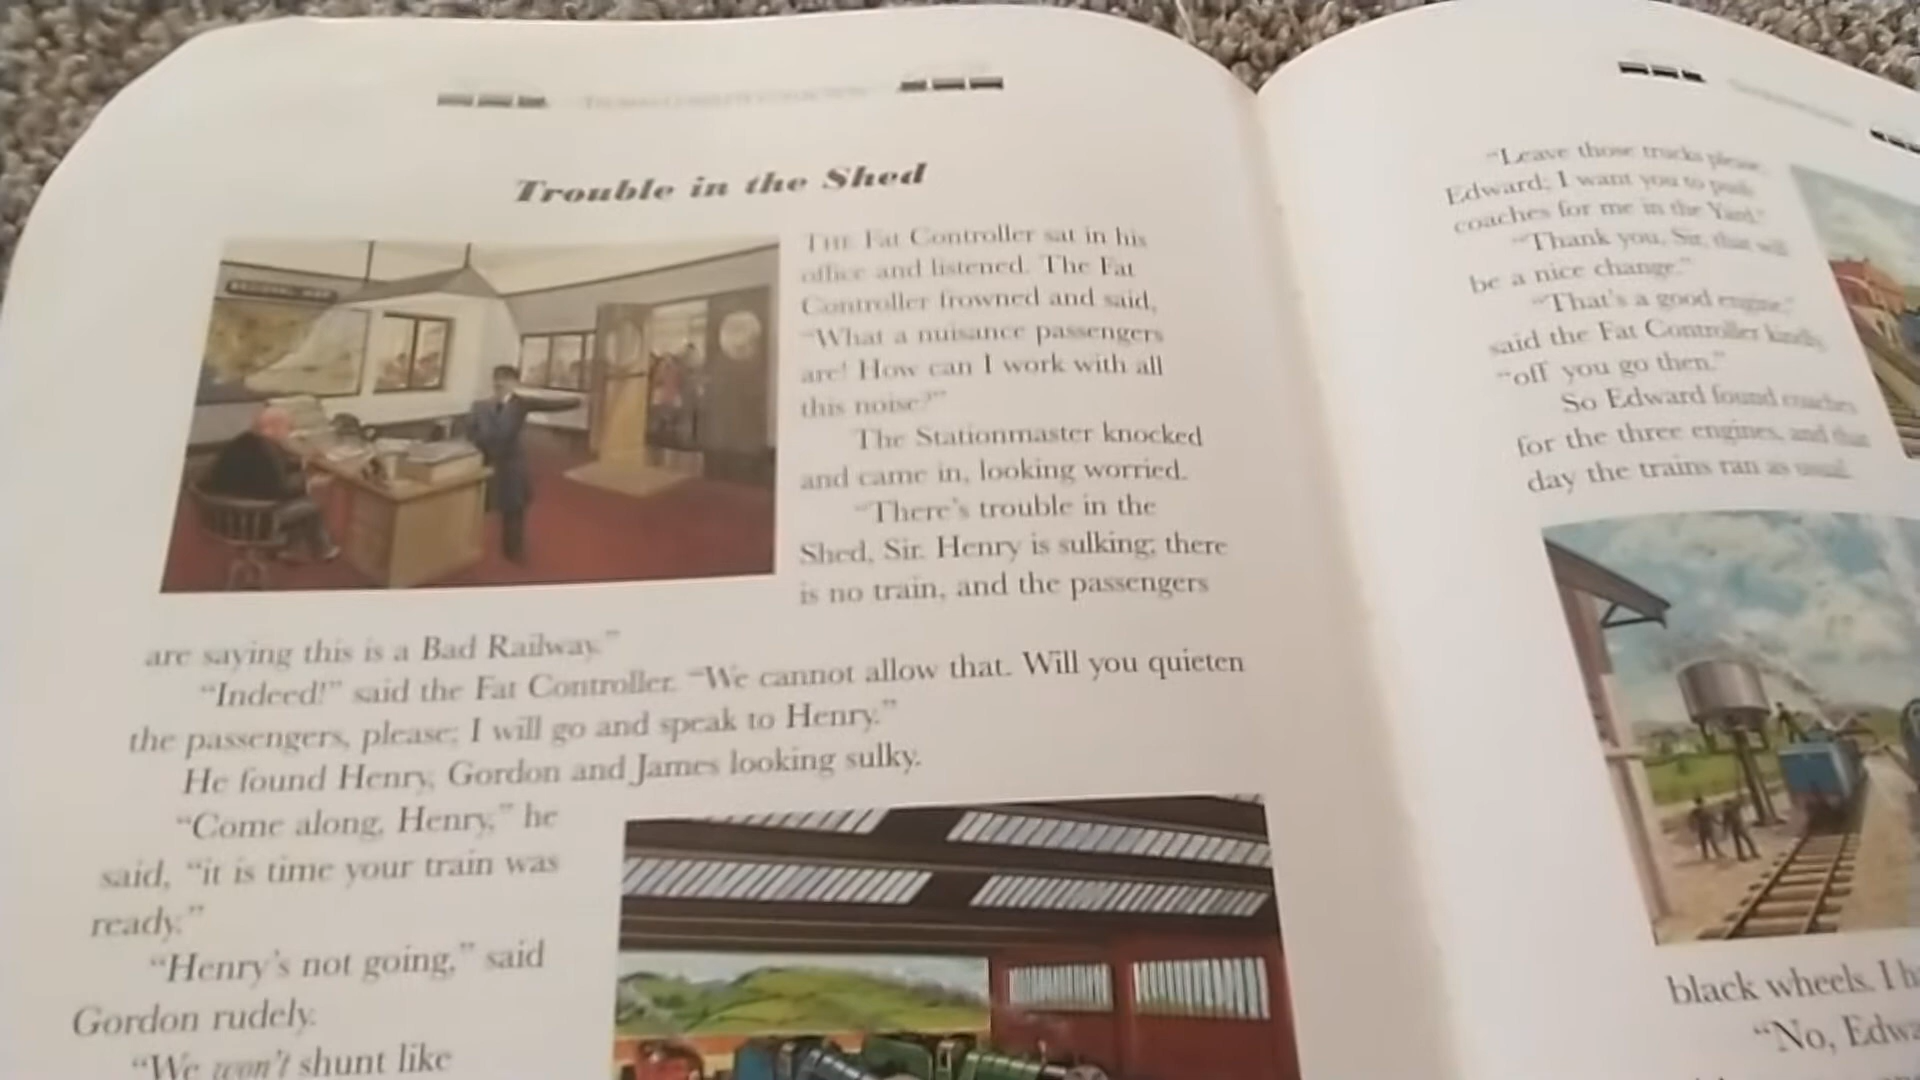 Trouble in the Shed
THE Fat Controller sat in his
office and listened. The Fat
Controller frowned and said,
“What a nuisance passengers
are! How can I work with all
this noise?”
The Stationmaster knocked
and came in, looking worried.
“There’s trouble in the
Shed, Sir. Henry is sulking; there
is no train, and the passengers
are saying this is a Bad Railway.”
“Indeed!” said the Fat Controller. “We cannot allow that. Will you quieten
the passengers, please; I will go and speak to Henry.”
He found Henry, Gordon and James looking sulky.
“Come along, Henry,” he
said, “it is time your train was
ready.”
“Henry’s not going,” said
Gordon rudely.
“We won’t shunt like
“Leave those trucks please,
Edward; I want you to push
coaches for me in the Yard.”
“Thank you, Sir, that will
be a nice change.”
“That’s a good engine,”
said the Fat Controller kindly,
“off you go then.”
So Edward found coaches
for the three engines, and that
day the trains ran as usual.
black wheels. I
“No,